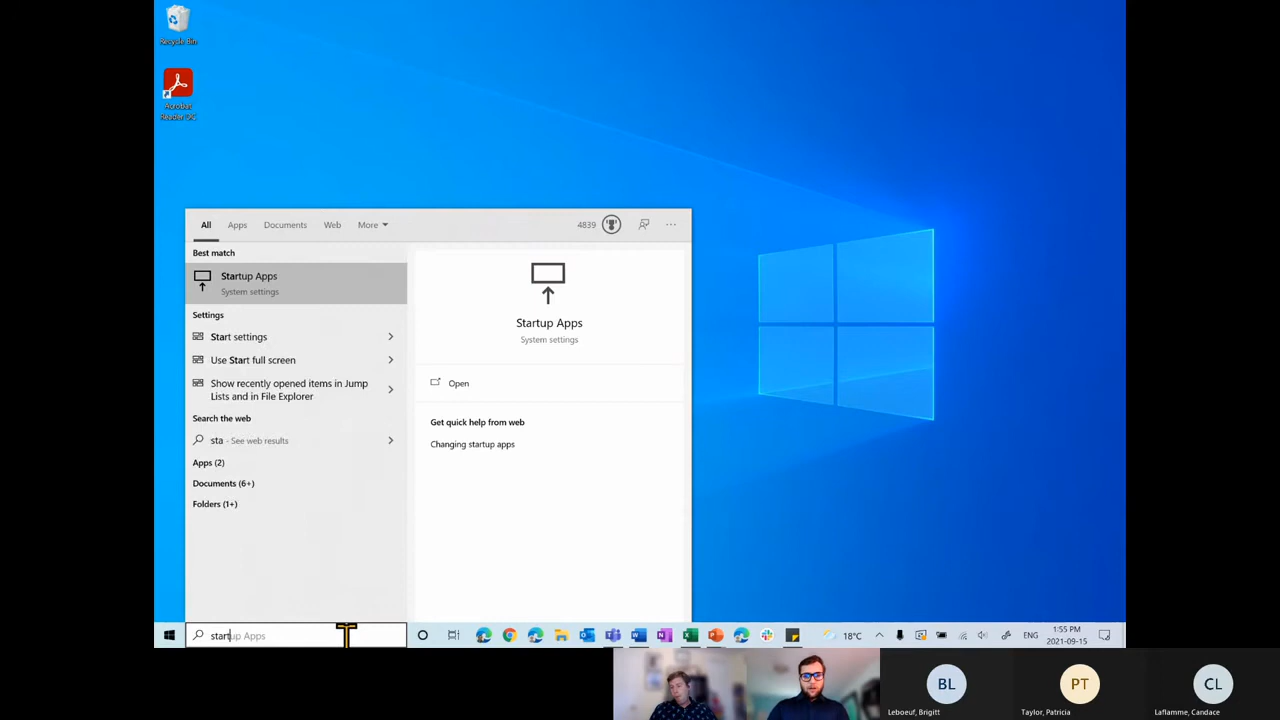 Recycle Bin
Acrobat
Reader DC
All Apps Documents Web More 4839 ...
Best match
Startup Apps
System settings
Settings
Start settings
Use Start full screen
Show recently opened items in Jump
Lists and in File Explorer
Search the web
sta - See web results
Apps (2)
Documents (6+)
Folders (1+)
Startup Apps
System settings
Open
Get quick help from web
Changing startup apps
startup Apps
18°C
ENG
1:55 PM
2021-09-15
BL
Leboeuf, Brigitt
PT
Taylor, Patricia
CL
Laflamme, Candace